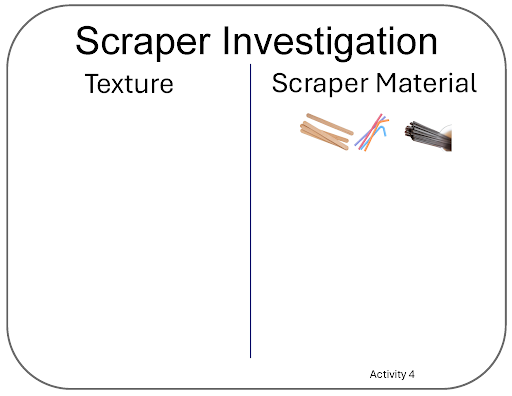 Scraper Investigation
Texture
Scraper Material
Activity 4